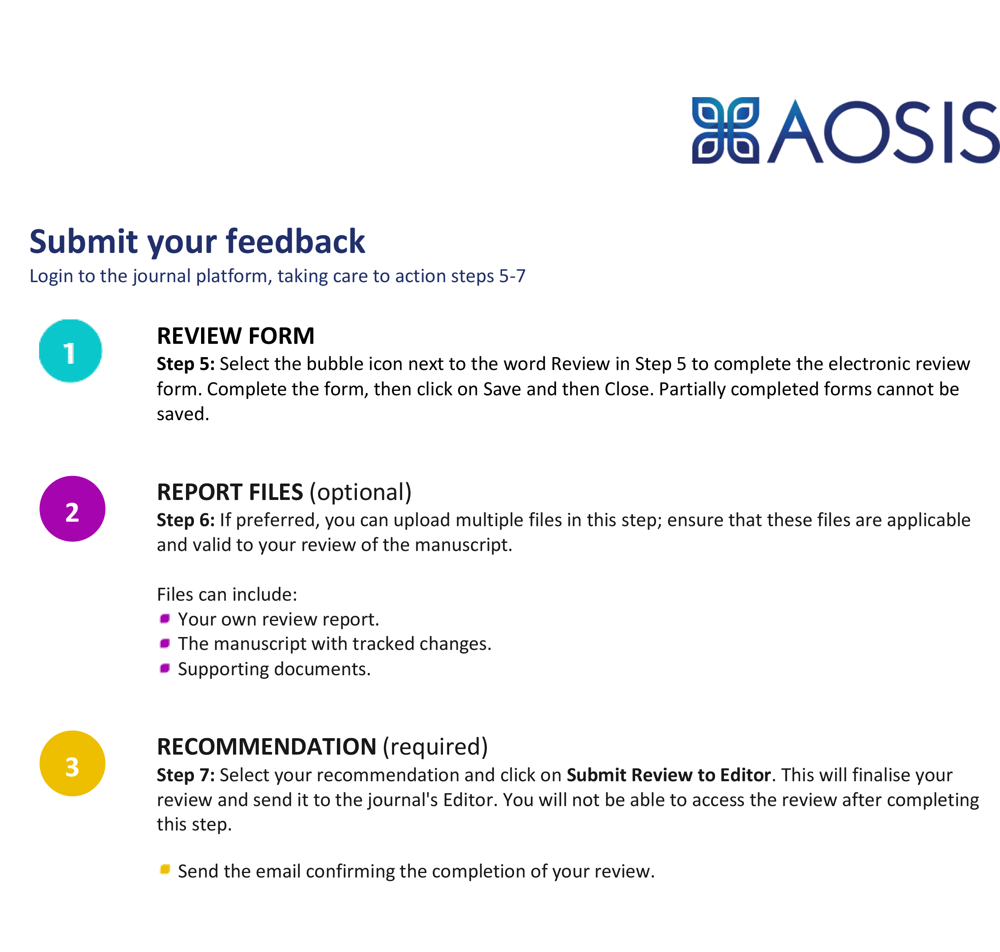 AOSIS
Submit your feedback
Login to the journal platform, taking care to action steps 5-7
1
REVIEW FORM
Step 5: Select the bubble icon next to the word Review in Step 5 to complete the electronic review
form. Complete the form, then click on Save and then Close. Partially completed forms cannot be
saved.
2
REPORT FILES (optional)
Step 6: If preferred, you can upload multiple files in this step; ensure that these files are applicable
and valid to your review of the manuscript.
Files can include:
Your own review report.
The manuscript with tracked changes.
Supporting documents.
3
RECOMMENDATION (required)
Step 7: Select your recommendation and click on Submit Review to Editor. This will finalise your
review and send it to the journal's Editor. You will not be able to access the review after completing
this step.
Send the email confirming the completion of your review.